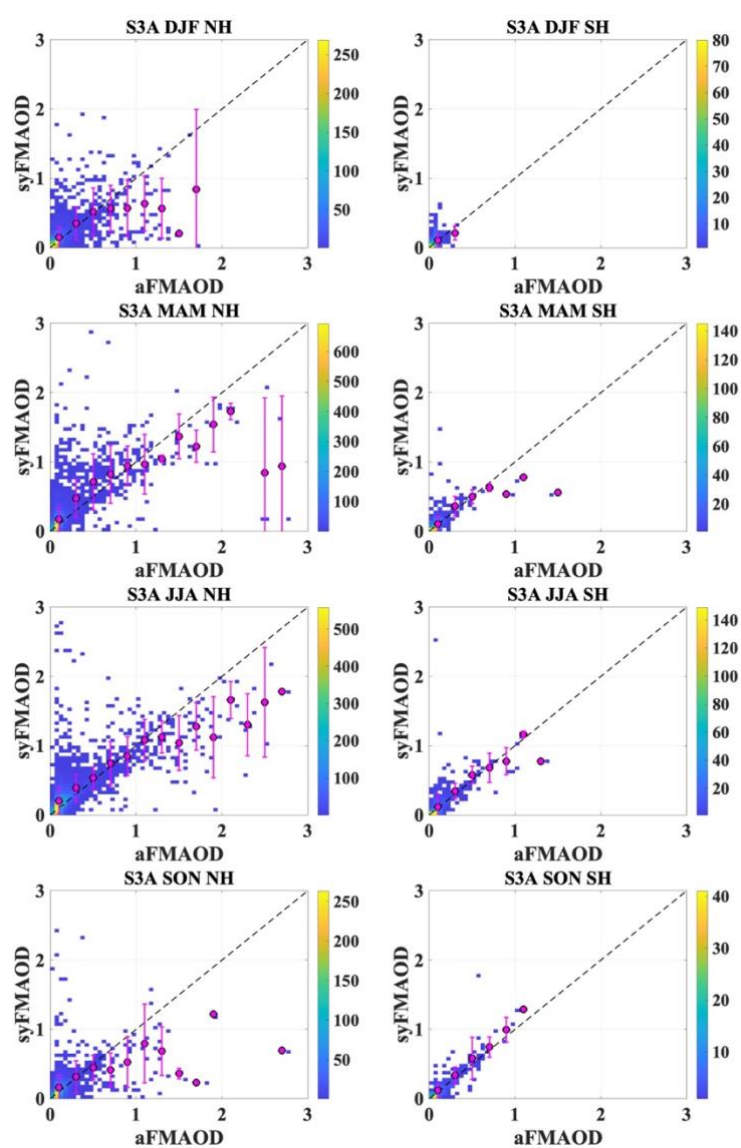 S3A DJF NH
3
2
1
0
syFMAOD
0 1 2 3
aFMAOD
250
200
150
100
50
S3A DJF SH
3
2
1
0
syFMAOD
0 1 2 3
aFMAOD
80
70
60
50
40
30
20
10
S3A MAM NH
3
2
1
0
syFMAOD
0 1 2 3
aFMAOD
600
500
400
300
200
100
S3A MAM SH
3
2
1
0
syFMAOD
0 1 2 3
aFMAOD
140
120
100
80
60
40
20
S3A JJA NH
3
2
1
0
syFMAOD
0 1 2 3
aFMAOD
500
400
300
200
100
S3A JJA SH
3
2
1
0
syFMAOD
0 1 2 3
aFMAOD
140
120
100
80
60
40
20
S3A SON NH
3
2
1
0
syFMAOD
0 1 2 3
aFMAOD
250
200
150
100
50
S3A SON SH
3
2
1
0
syFMAOD
0 1 2 3
aFMAOD
40
30
20
10